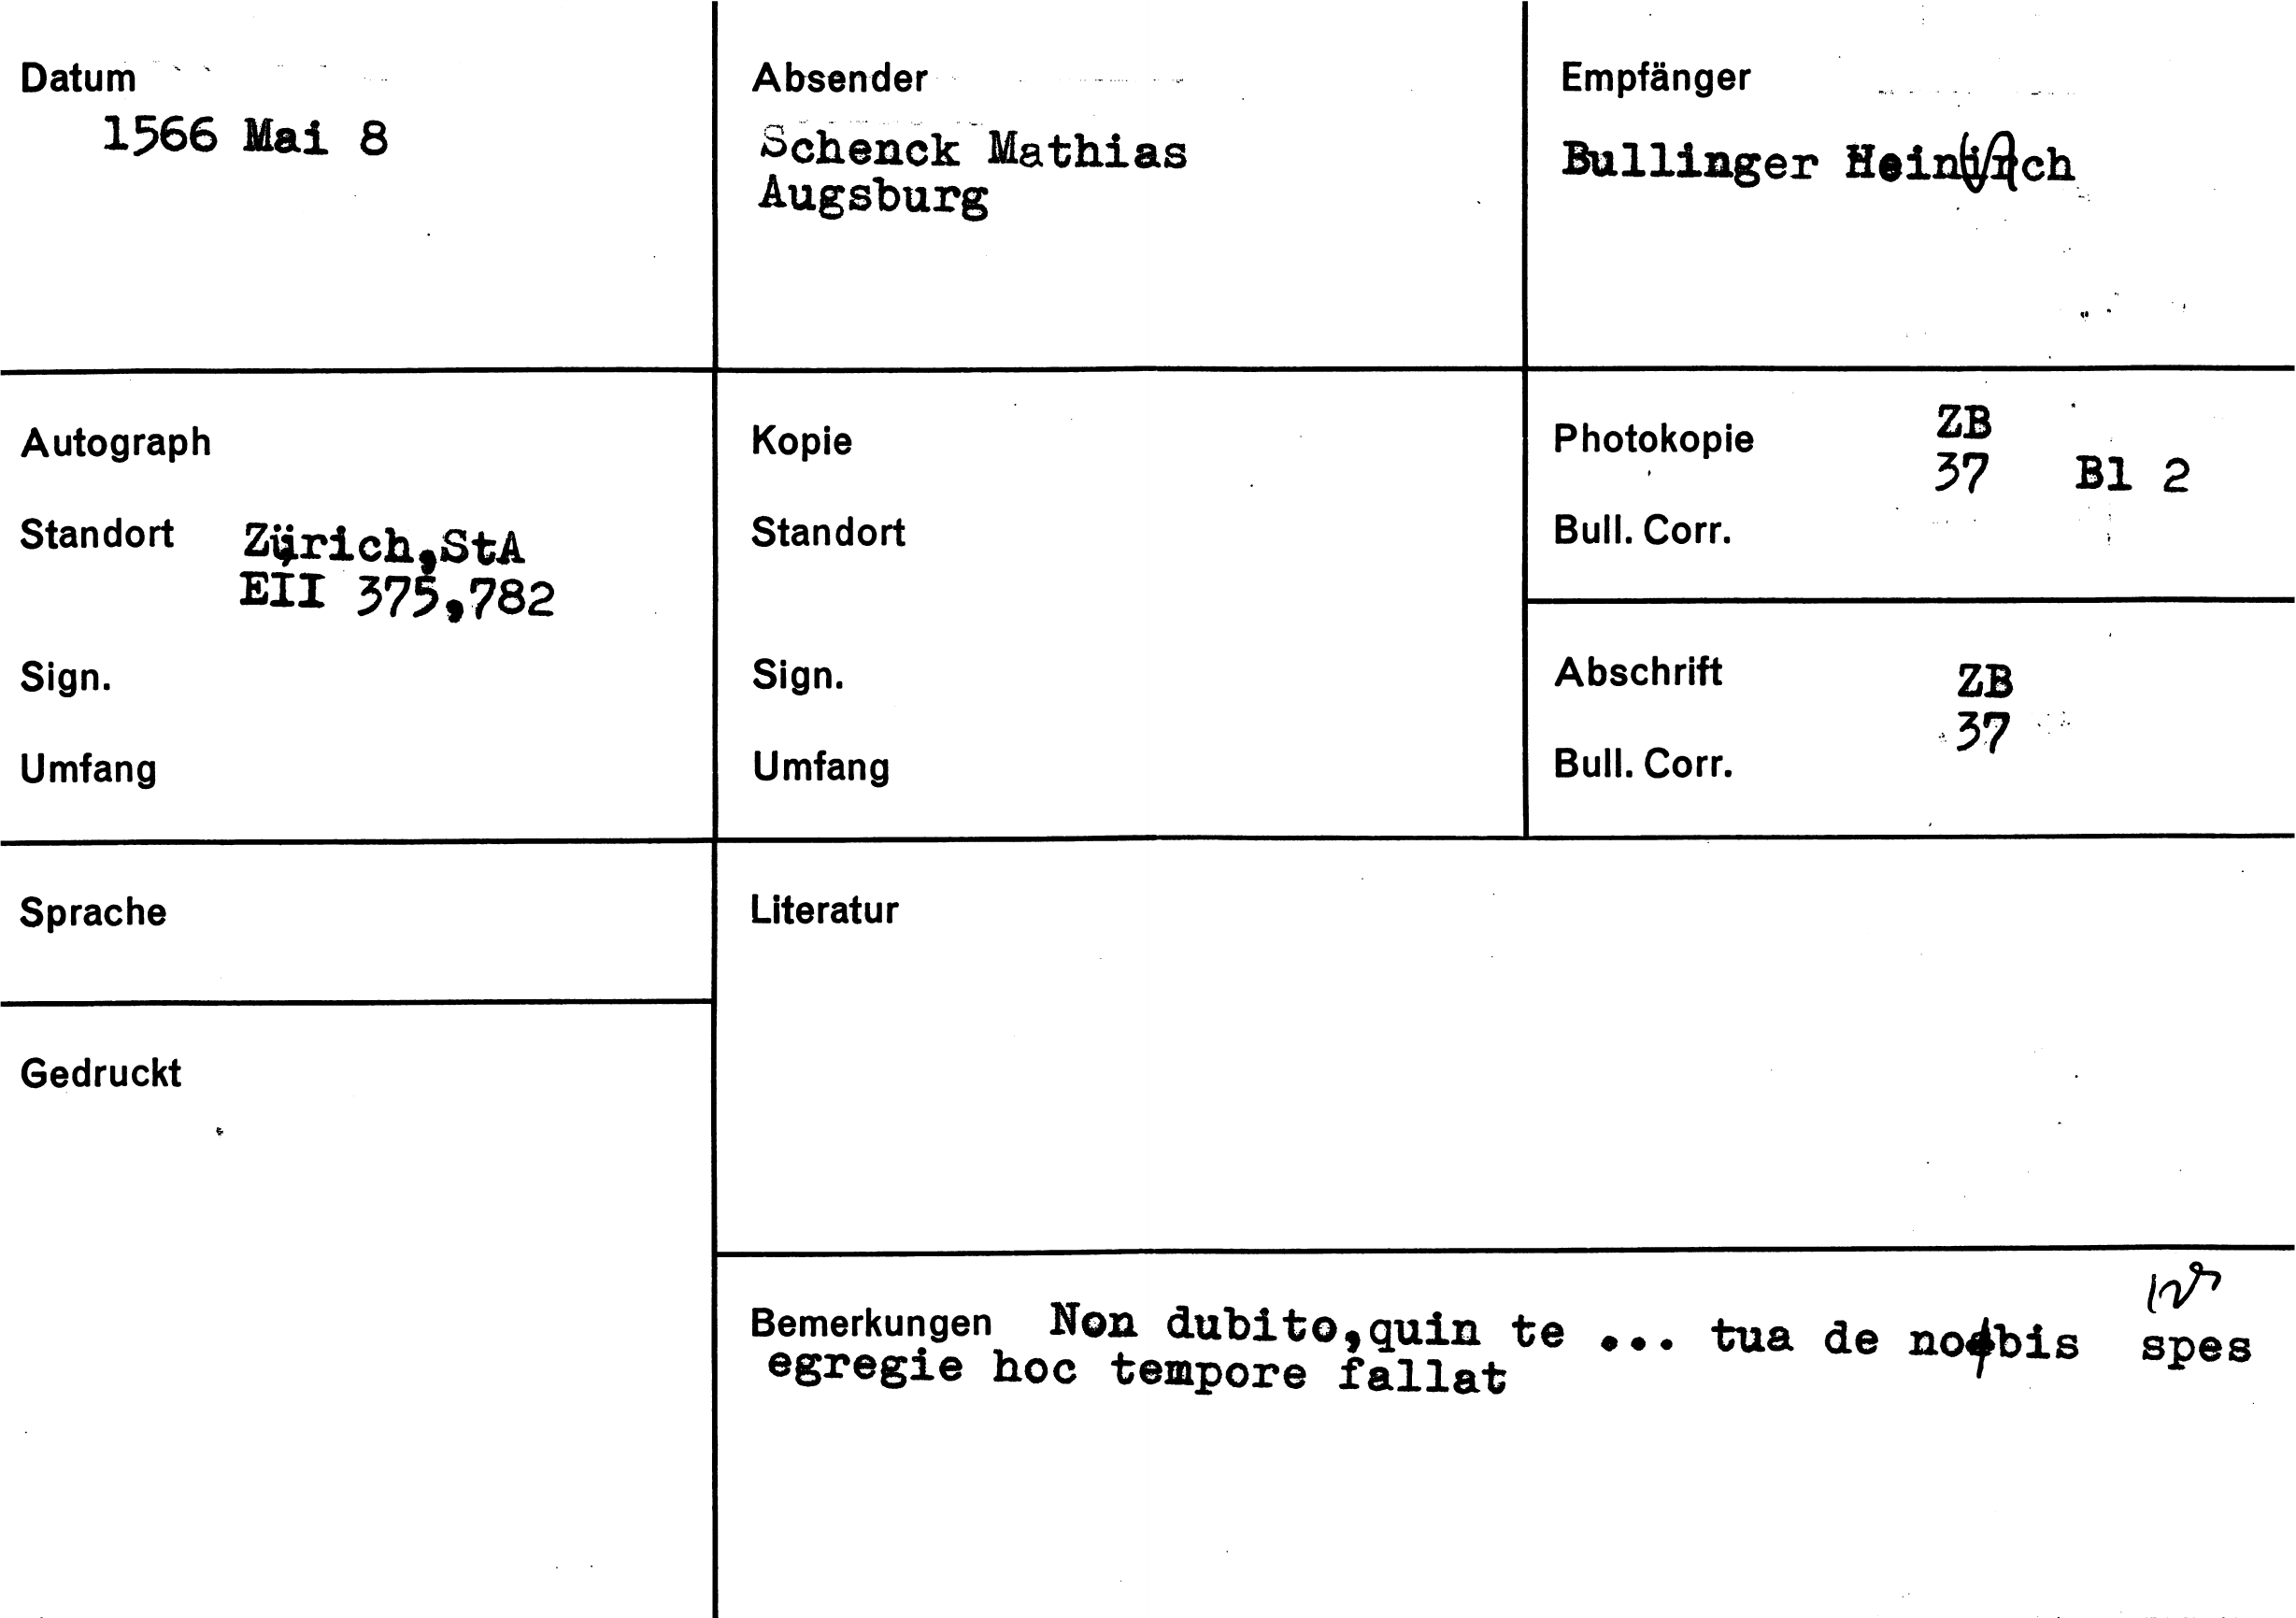 Datum
1566 Mai 8
Absender
Schenck Mathias
Augsburg
Empfänger
Bullinger Heinirch
Autograph
Standort Zürich,StA
EII 375,782
Sign.
Umfang
Kopie
Standort
Sign.
Umfang
Photokopie ZB
37 Bl 2
Bull. Corr.
Abschrift ZB
37
Bull. Corr.
Sprache
Gedruckt
Literatur
Bemerkungen Non dubito,quin te ... tua de nobis spes
egregie hoc tempore fallat